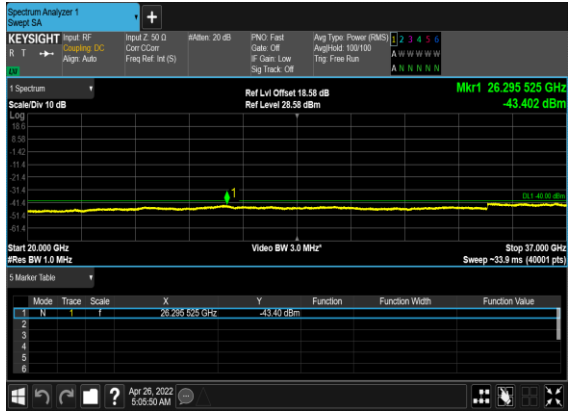 Spectrum Analyzer 1
Swept SA
+
KEYSIGHT Input: RF Input Z: 50 Ω #Atten: 20 dB PNO: Fast Avg Type: Power (RMS) 1 2 3 4 5 6
R T Coupling: DC Corr CCorr Gate: Off Avg|Hold: 100/100 A W W W W W
Align: Auto Freq Ref: Int (S) IF Gain: Low Trig: Free Run
LU Sig Track: Off A N N N N N
1 Spectrum Ref Lvl Offset 18.58 dB Mkr1 26.295 525 GHz
Scale/Div 10 dB Ref Level 28.58 dBm -43.402 dBm
Log
18.6
8.58
-1.42
-11.4
-21.4
-31.4
1
DL1 -40.00 dBm
-41.4
-51.4
-61.4
Start 20.000 GHz Video BW 3.0 MHz* Stop 37.000 GHz
#Res BW 1.0 MHz Sweep ~33.9 ms (40001 pts)
5 Marker Table
Mode Trace Scale X Y Function Function Width Function Value
1 N 1 f 26.295 525 GHz -43.40 dBm
2
3
4
5
6
? Apr 26, 2022
5:05:50 AM